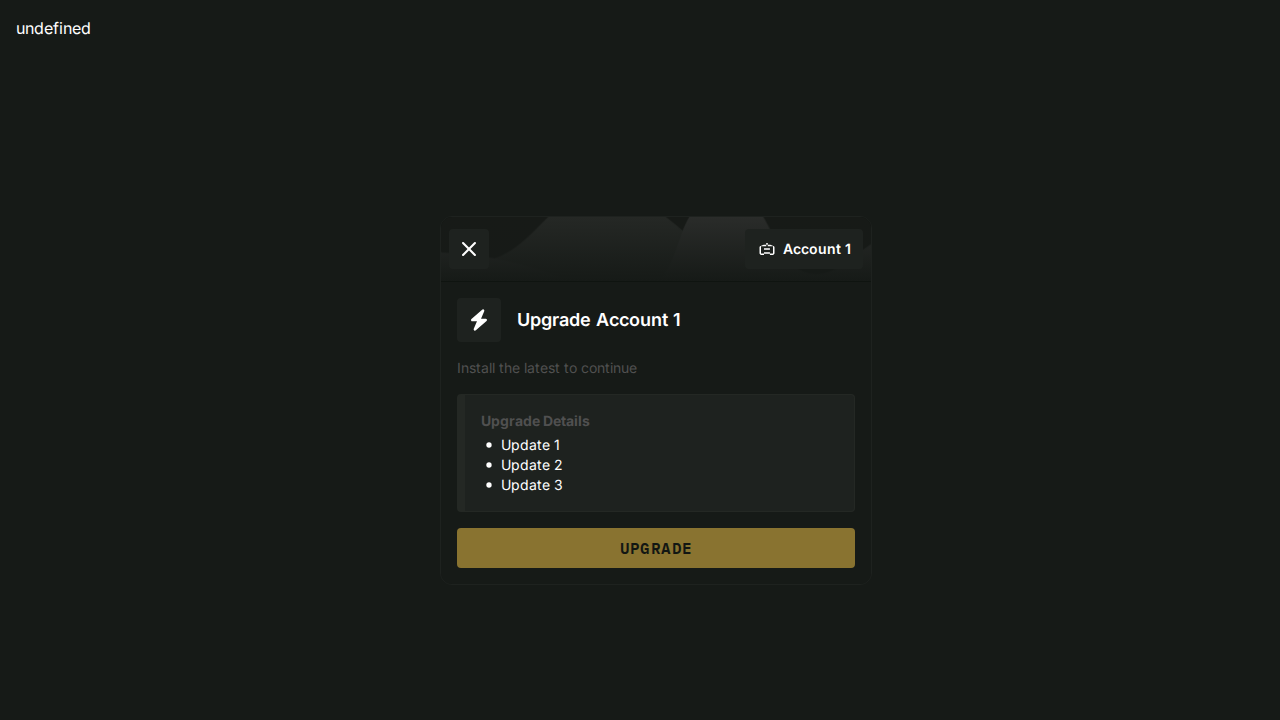 undefined
Account 1
Upgrade Account 1
Install the latest to continue
Upgrade Details
Update 1
Update 2
Update 3
UPGRADE